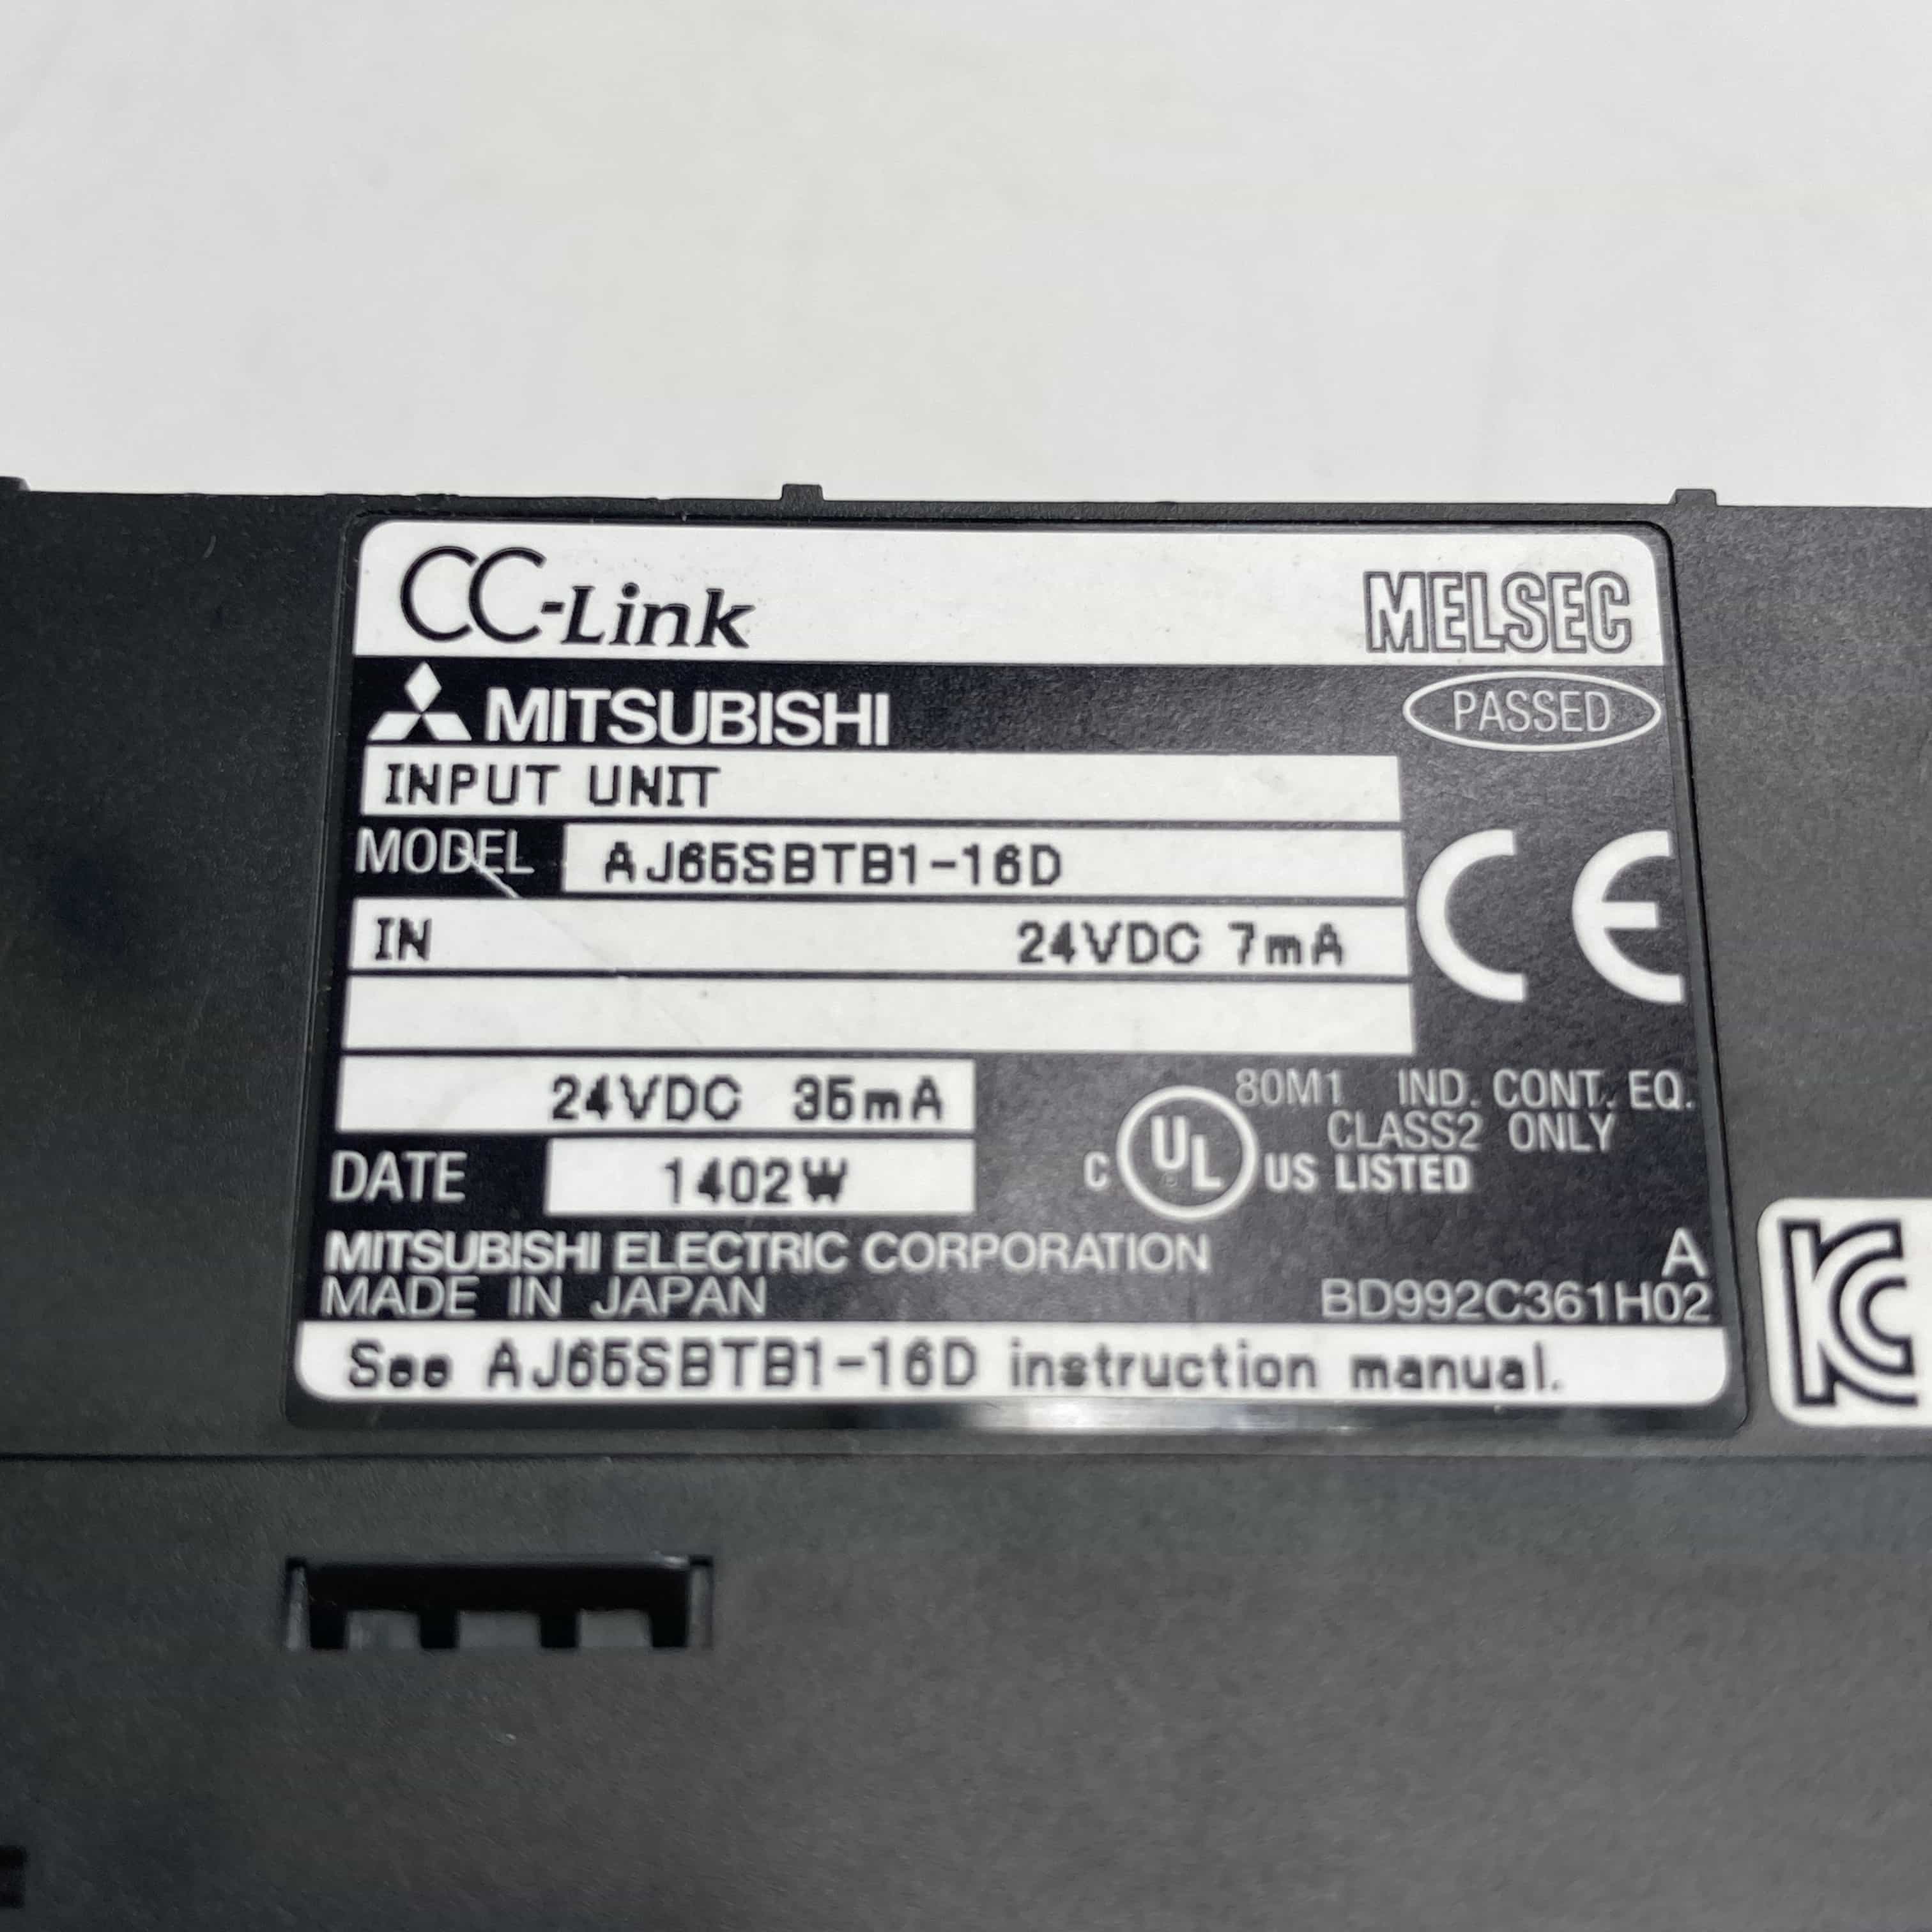 CC-Link
MELSEC
MITSUBISHI
PASSED
INPUT UNIT
MODEL AJ65SBTB1-16D
IN 24VDC 7mA
CE
24VDC 35mA
80M1 IND. CONT. EQ.
CLASS2 ONLY
C UL US LISTED
DATE 1402W
MITSUBISHI ELECTRIC CORPORATION
A
MADE IN JAPAN
BD992C361H02
See AJ65SBTB1-16D instruction manual.
KC